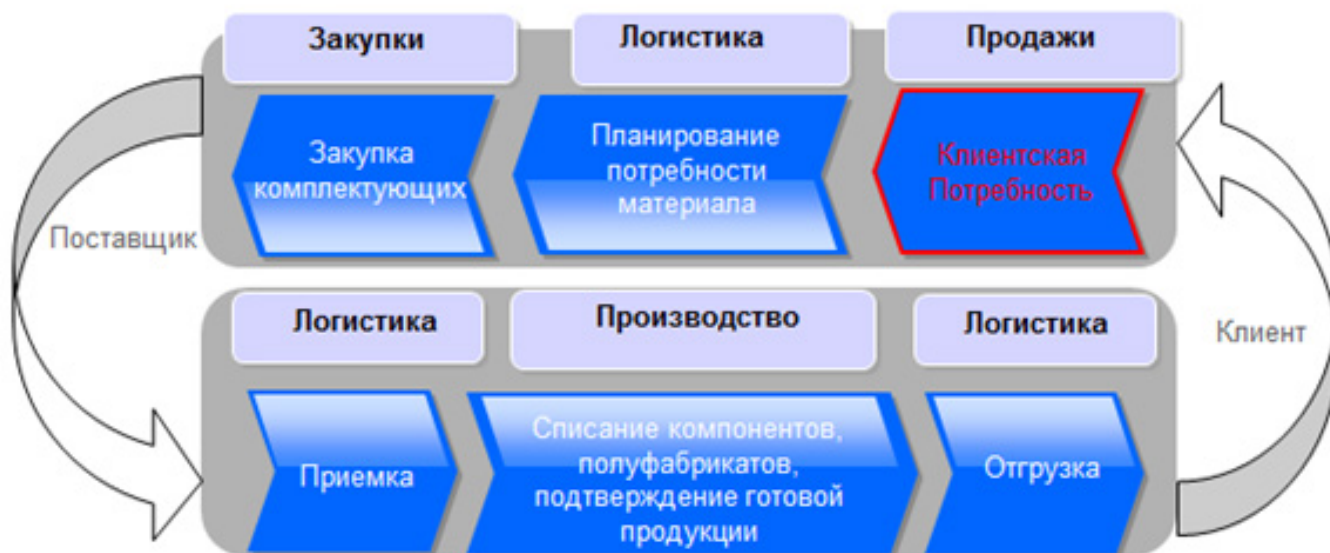 Закупки
Логистика
Продажи
Закупка
комплектующих
Планирование
потребности
материала
Клиентская
Потребность
Поставщик
Клиент
Логистика
Производство
Логистика
Приемка
Списание компонентов,
полуфабрикатов,
подтверждение готовой
продукции
Отгрузка